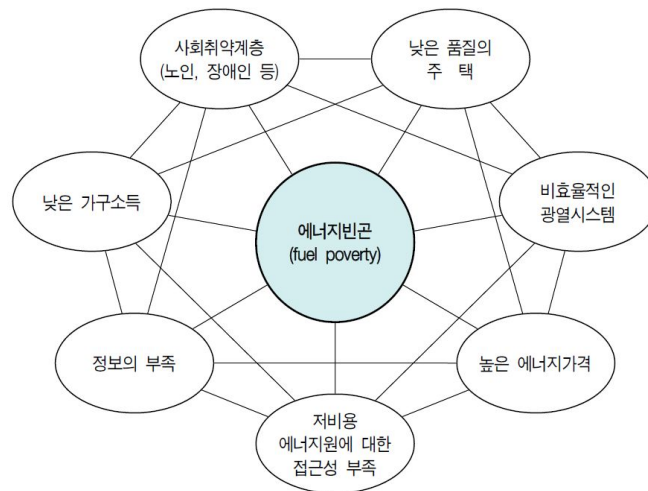 사회취약계층
(노인, 장애인 등)
낮은 품질의
주 택
낮은 가구소득
비효율적인
광열시스템
에너지빈곤
(fuel poverty)
정보의 부족
높은 에너지가격
저비용
에너지원에 대한
접근성 부족